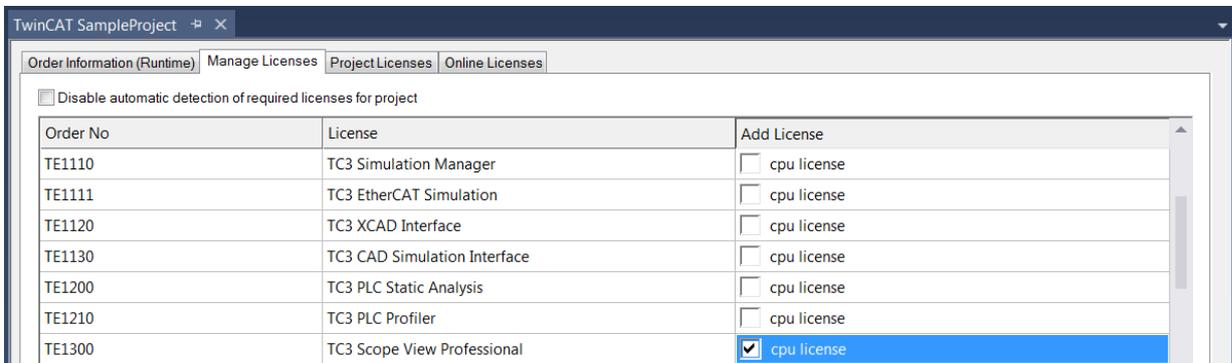 TwinCAT SampleProject
Order Information (Runtime) Manage Licenses Project Licenses Online Licenses
Disable automatic detection of required licenses for project
Order No License Add License
TE1110 TC3 Simulation Manager cpu license
TE1111 TC3 EtherCAT Simulation cpu license
TE1120 TC3 XCAD Interface cpu license
TE1130 TC3 CAD Simulation Interface cpu license
TE1200 TC3 PLC Static Analysis cpu license
TE1210 TC3 PLC Profiler cpu license
TE1300 TC3 Scope View Professional cpu license